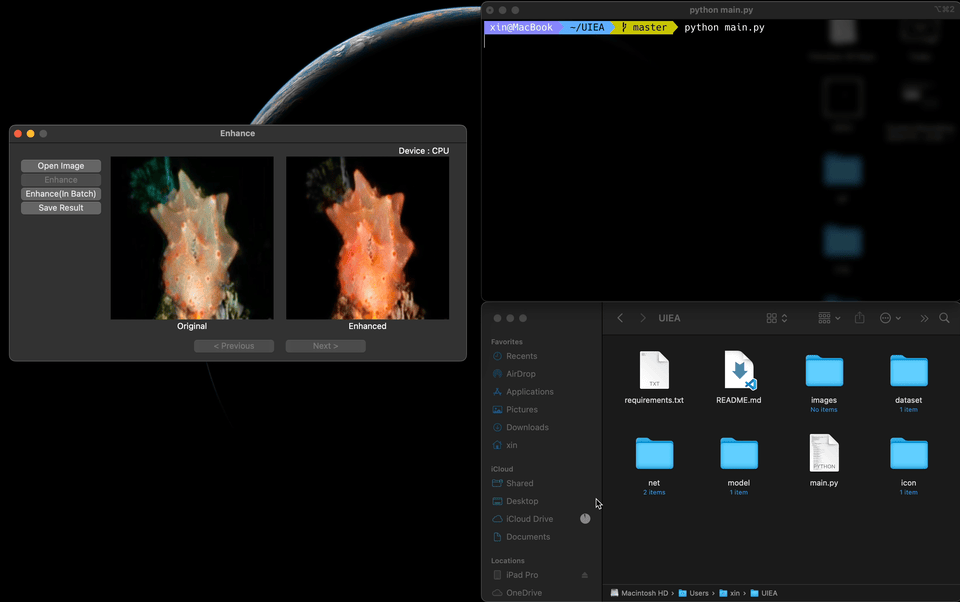 Enhance
Device : CPU
Open Image
Enhance
Enhance(In Batch)
Save Result
Original
Enhanced
< Previous
Next >
python main.py
⌥⌘2
xin@MacBook ~/UIEA master python main.py
UIEA
Favorites
Recents
AirDrop
Applications
Pictures
Downloads
xin
iCloud
Shared
Desktop
iCloud Drive
Documents
Locations
iPad Pro
OneDrive
TXT
requirements.txt
README.md
images
No items
dataset
1 item
net
2 items
model
1 item
PYTHON
main.py
icon
1 item
Macintosh HD › Users › xin › UIEA